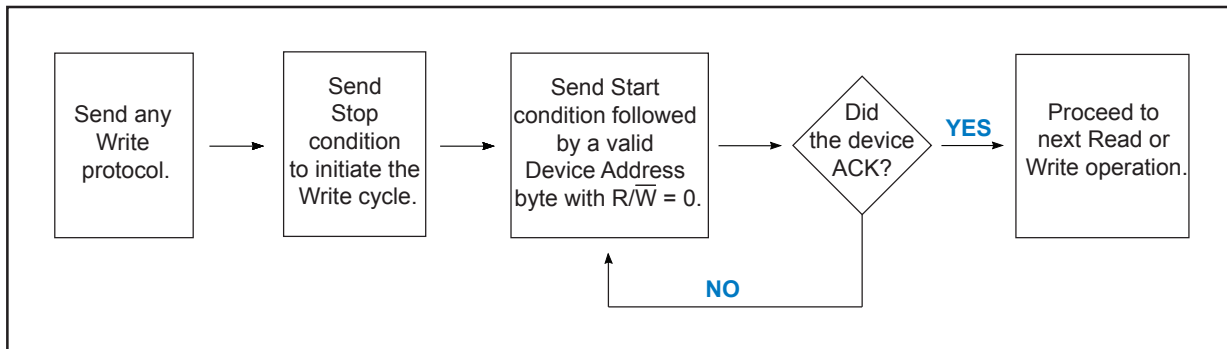 Send any
Write
protocol.
Send
Stop
condition
to initiate the
Write cycle.
Send Start
condition followed
by a valid
Device Address
byte with R/W̅ = 0.
Did
the device
ACK?
YES
NO
Proceed to
next Read or
Write operation.